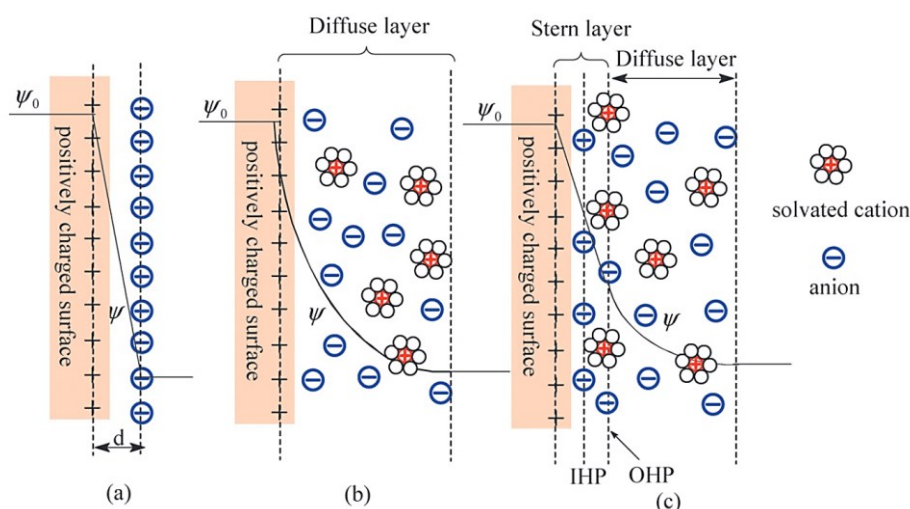 Diffuse layer
Stern layer
Diffuse layer
ψ₀
ψ₀
ψ₀
positively charged surface
positively charged surface
positively charged surface
solvated cation
anion
ψ
ψ
ψ
d
IHP
OHP
(a)
(b)
(c)